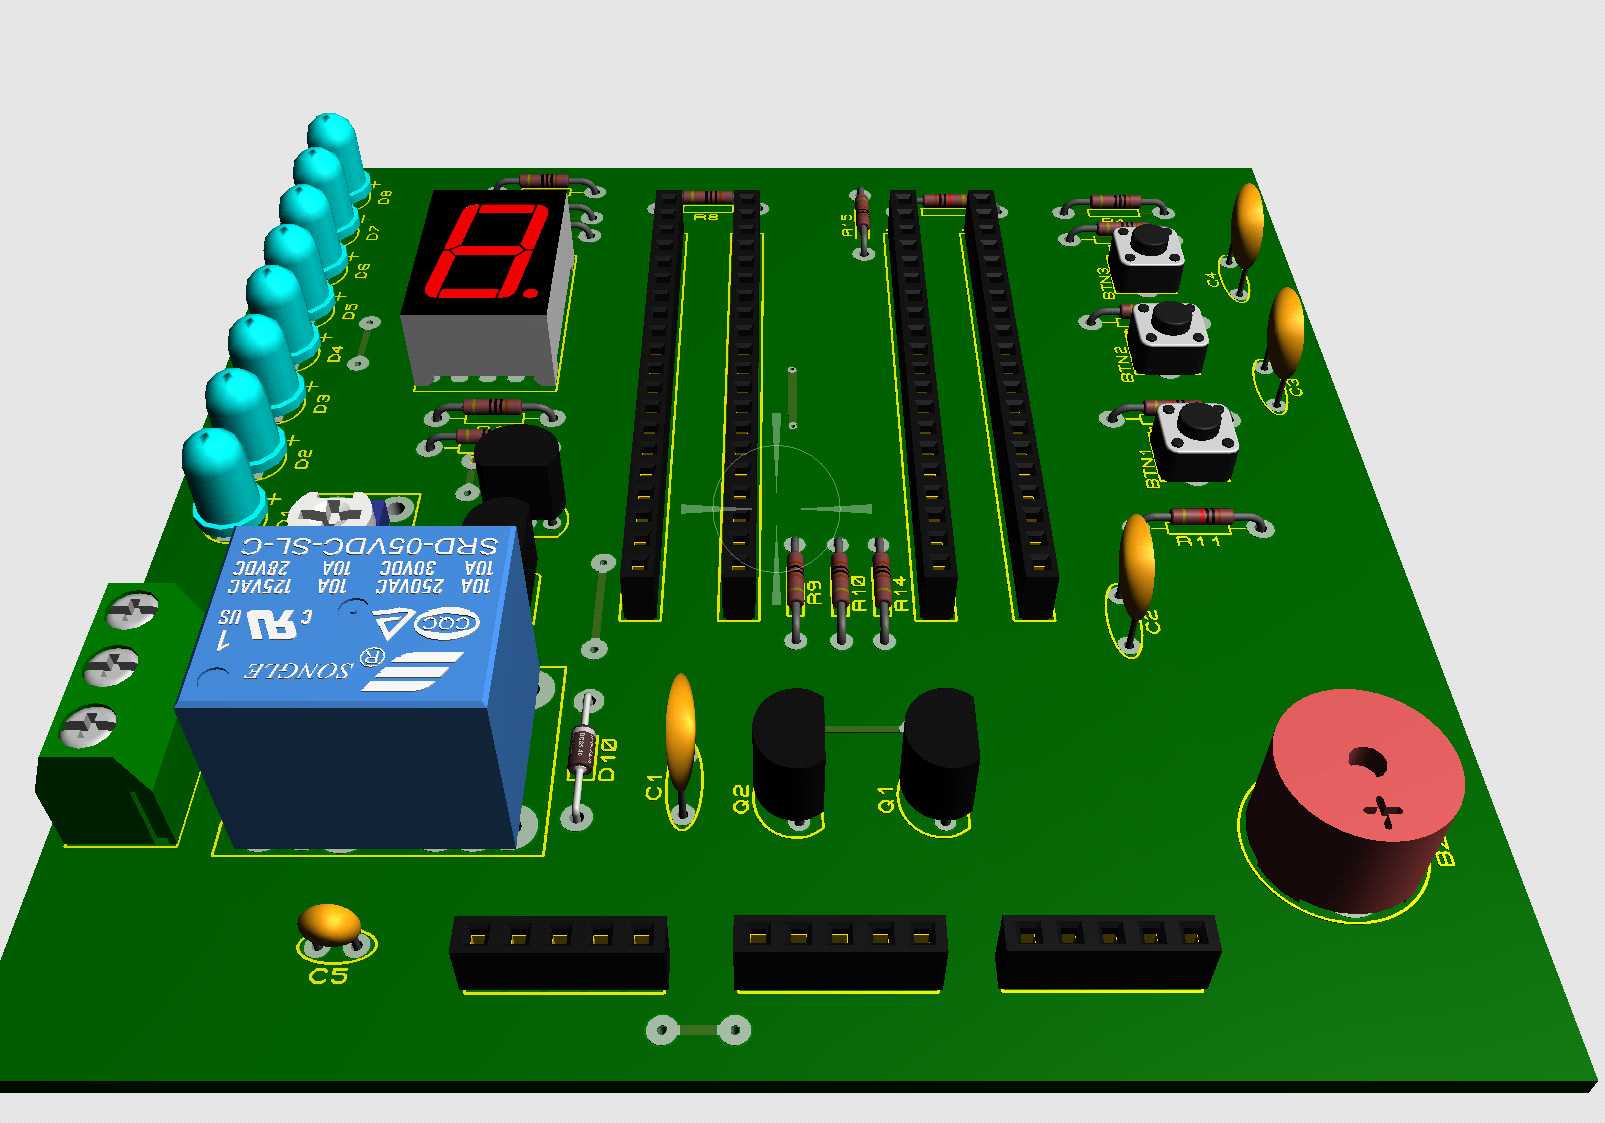 D8
D7
D6
D5
D4
D3
D2
R8
R15
BTN3
BTN2
BTN1
C4
C3
R11
C2
R9
R10
R14
SRD-05VDC-SL-C
10A 250VAC 10A 125VAC
10A 30VDC 10A 28VDC
c UR US
CQC
1
SONGLE ®
D10
C1
Q2
Q1
C5